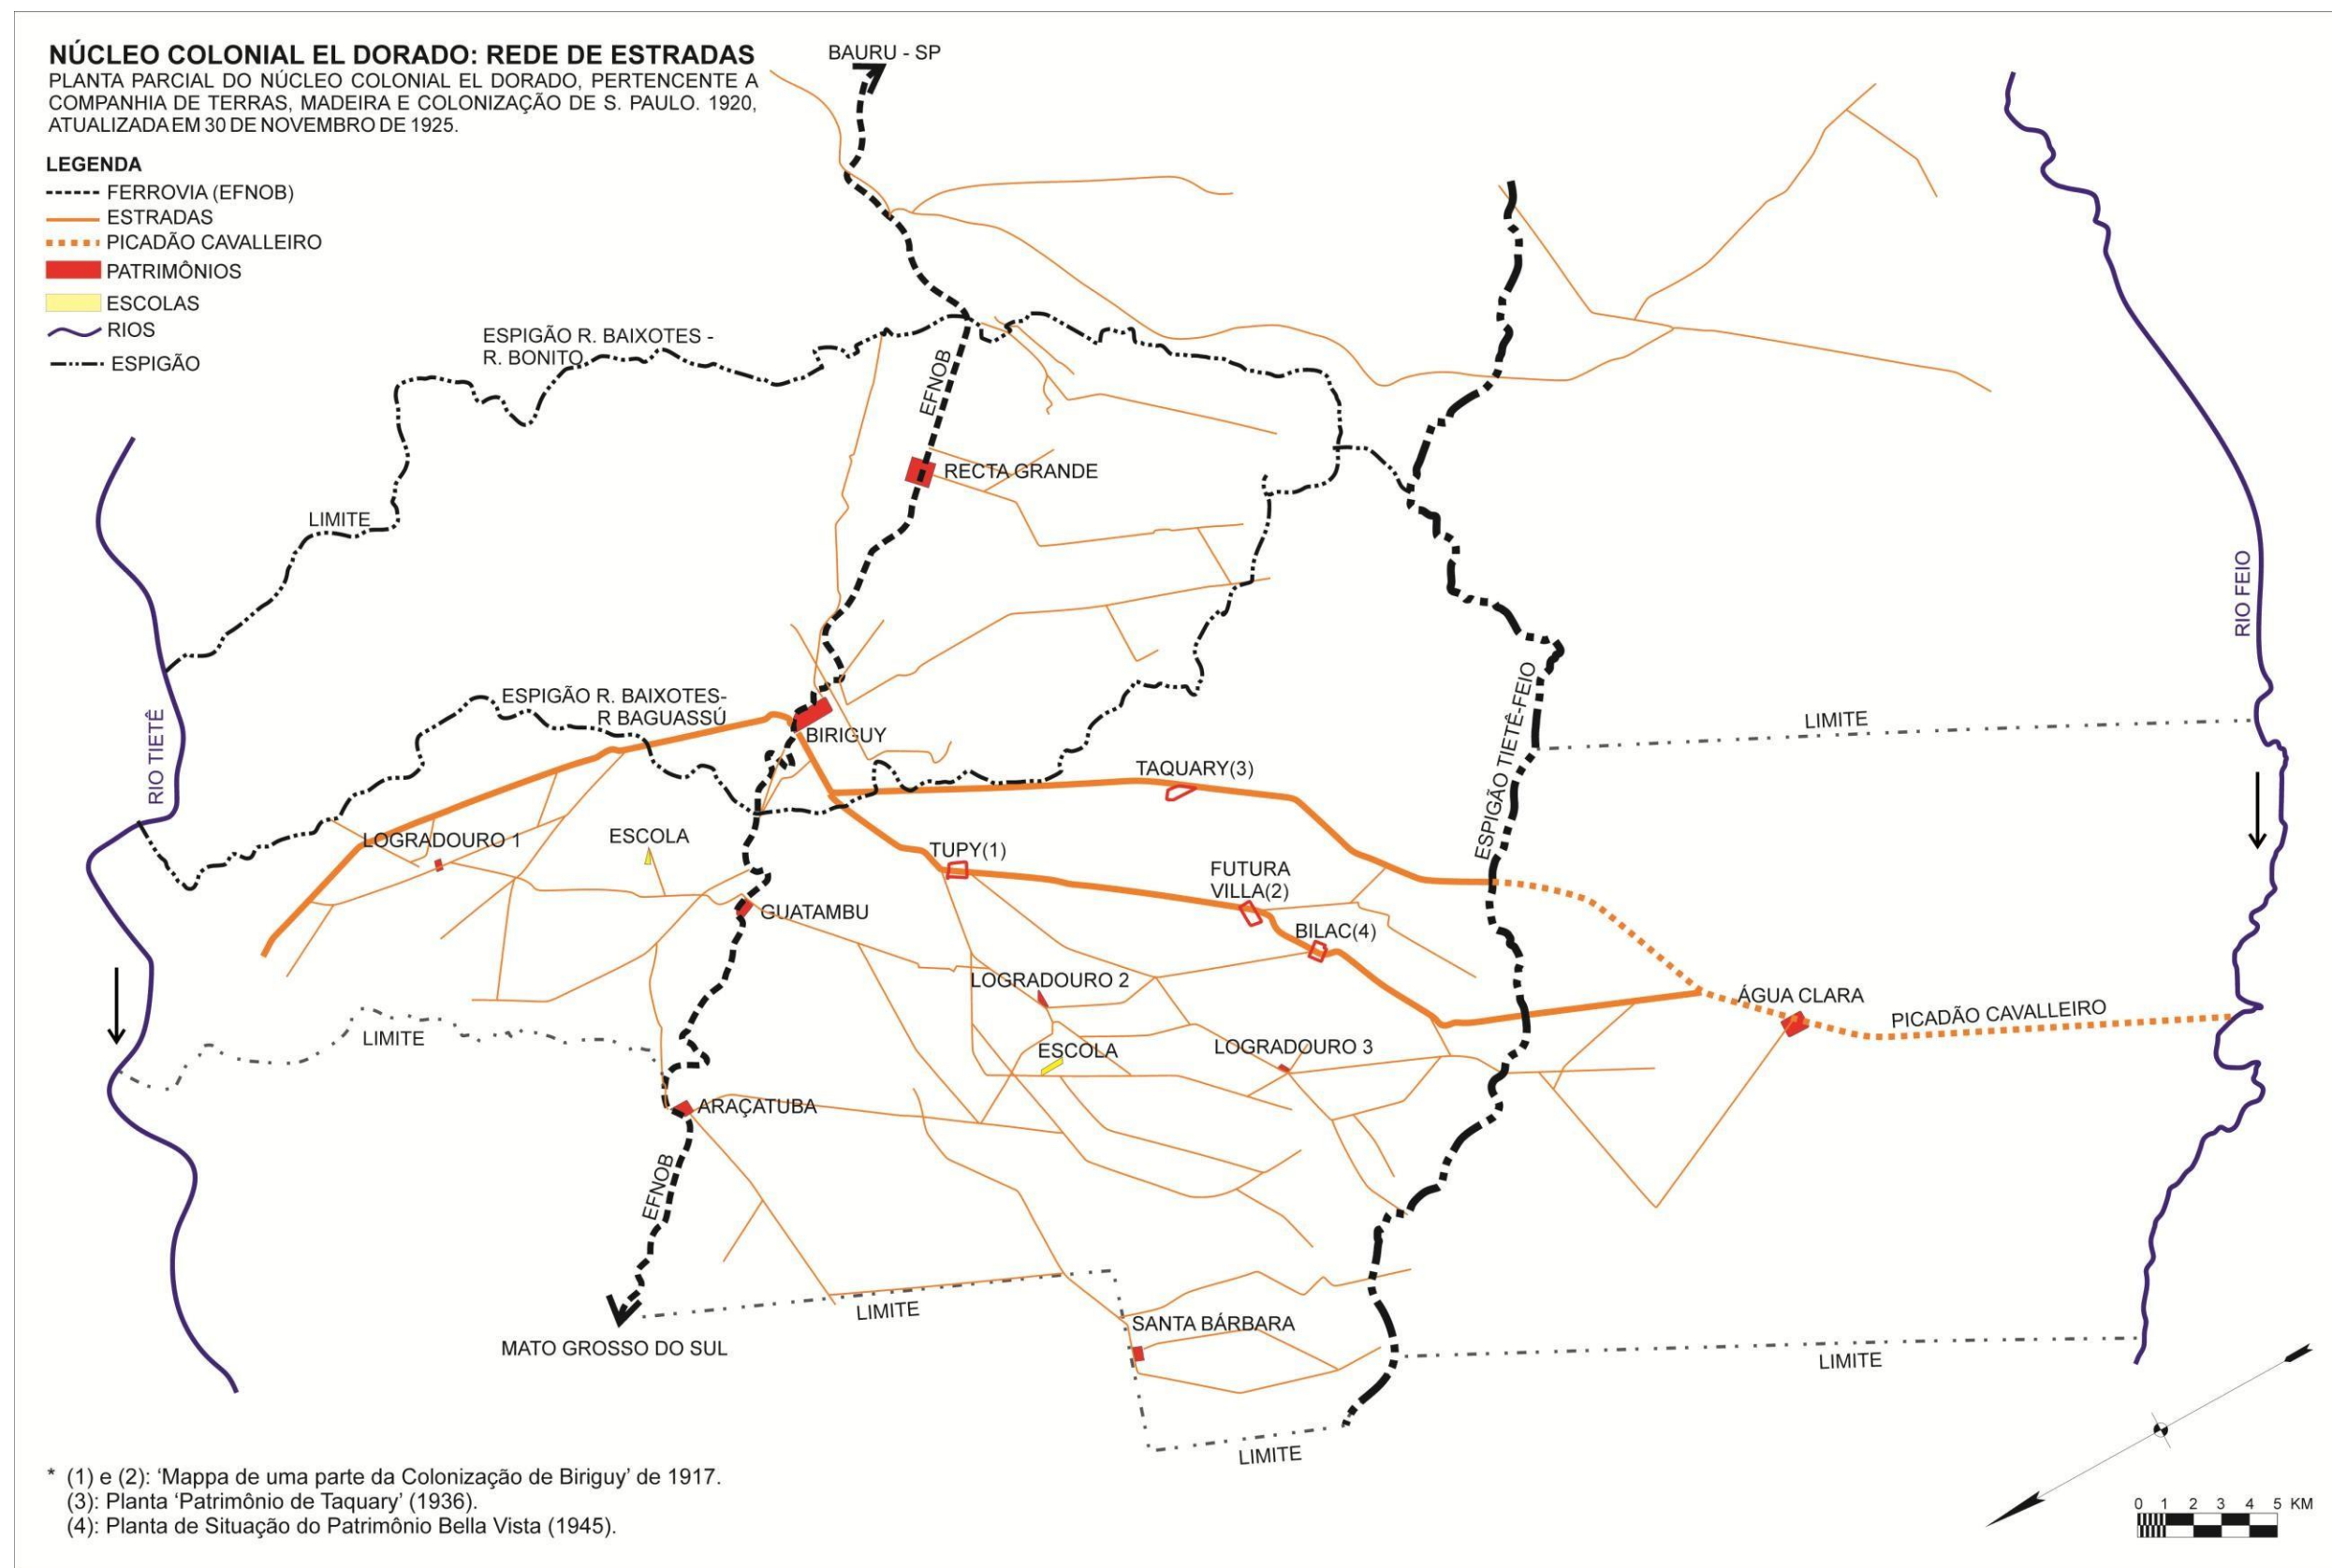 NÚCLEO COLONIAL EL DORADO: REDE DE ESTRADAS
PLANTA PARCIAL DO NÚCLEO COLONIAL EL DORADO, PERTENCENTE A
COMPANHIA DE TERRAS, MADEIRA E COLONIZAÇÃO DE S. PAULO. 1920,
ATUALIZADA EM 30 DE NOVEMBRO DE 1925.
LEGENDA
FERROVIA (EFNOB)
ESTRADAS
PICADÃO CAVALLEIRO
PATRIMÔNIOS
ESCOLAS
RIOS
ESPIGÃO
BAURU - SP
ESPIGÃO R. BAIXOTES -
R. BONITO
EFNOB
RECTA GRANDE
LIMITE
RIO FEIO
ESPIGÃO R. BAIXOTES-
R BAGUASSÚ
RIO TIETÊ
BIRIGUY
ESPIGÃO TIETÊ-FEIO
LIMITE
TAQUARY(3)
LOGRADOURO 1
ESCOLA
TUPY(1)
FUTURA
VILLA(2)
GUATAMBU
BILAC(4)
LOGRADOURO 2
ÁGUA CLARA
PICADÃO CAVALLEIRO
LIMITE
ESCOLA
LOGRADOURO 3
ARAÇATUBA
EFNOB
LIMITE
SANTA BÁRBARA
MATO GROSSO DO SUL
LIMITE
LIMITE
* (1) e (2): ‘Mappa de uma parte da Colonização de Biriguy’ de 1917.
(3): Planta ‘Patrimônio de Taquary’ (1936).
(4): Planta de Situação do Patrimônio Bella Vista (1945).
0 1 2 3 4 5 KM